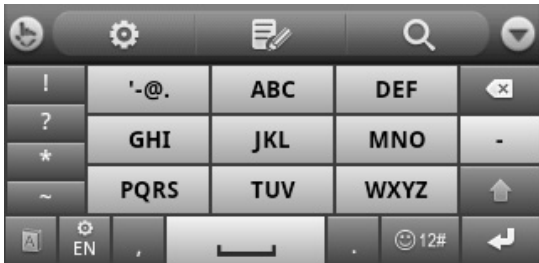 ! '-@. ABC DEF
?
GHI JKL MNO -
*
~ PQRS TUV WXYZ
A EN , . 12#